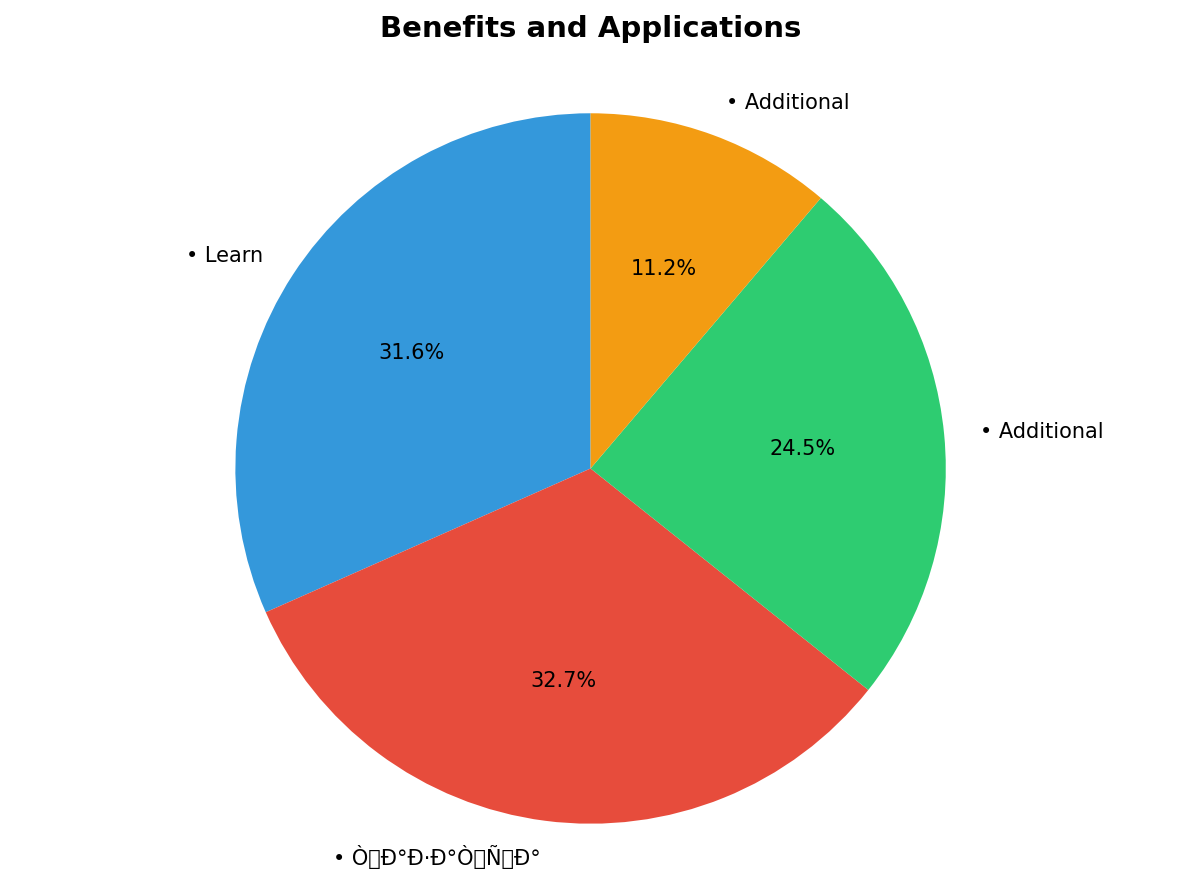 Benefits and Applications
• Additional
• Learn
11.2%
31.6%
• Additional
24.5%
32.7%